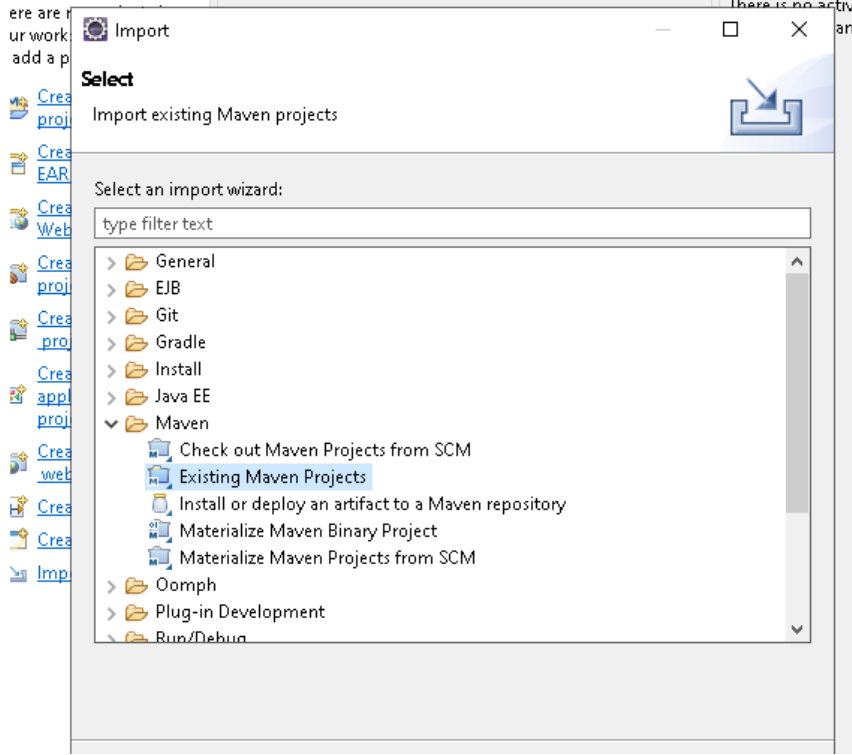 There is no activ
ere are
Import
ur work
an
add a p
Select
Import existing Maven projects
Crea
proj
Crea
EAR
Select an import wizard:
Crea
Web
type filter text
General
Crea
proj
EJB
Git
Crea
proj
Gradle
Install
Crea
appl
proj
Java EE
Maven
Check out Maven Projects from SCM
Crea
web
Existing Maven Projects
Install or deploy an artifact to a Maven repository
Crea
Materialize Maven Binary Project
Crea
Materialize Maven Projects from SCM
Impo
Oomph
Plug-in Development
Run/Debug